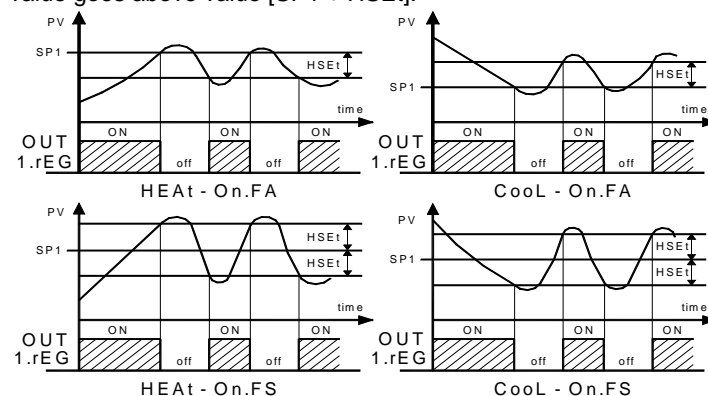 value goes above value [SP1 + HSEt].
PV
SP1
HSEt
time
ON
ON
ON
OUT
1.rEG
off
off
HEAt - On.FA
PV
HSEt
SP1
time
ON
ON
ON
OUT
1.rEG
off
off
CooL - On.FA
PV
HSEt
SP1
HSEt
time
ON
ON
ON
OUT
1.rEG
off
off
HEAt - On.FS
PV
HSEt
SP1
HSEt
time
ON
ON
ON
OUT
1.rEG
off
off
CooL - On.FS